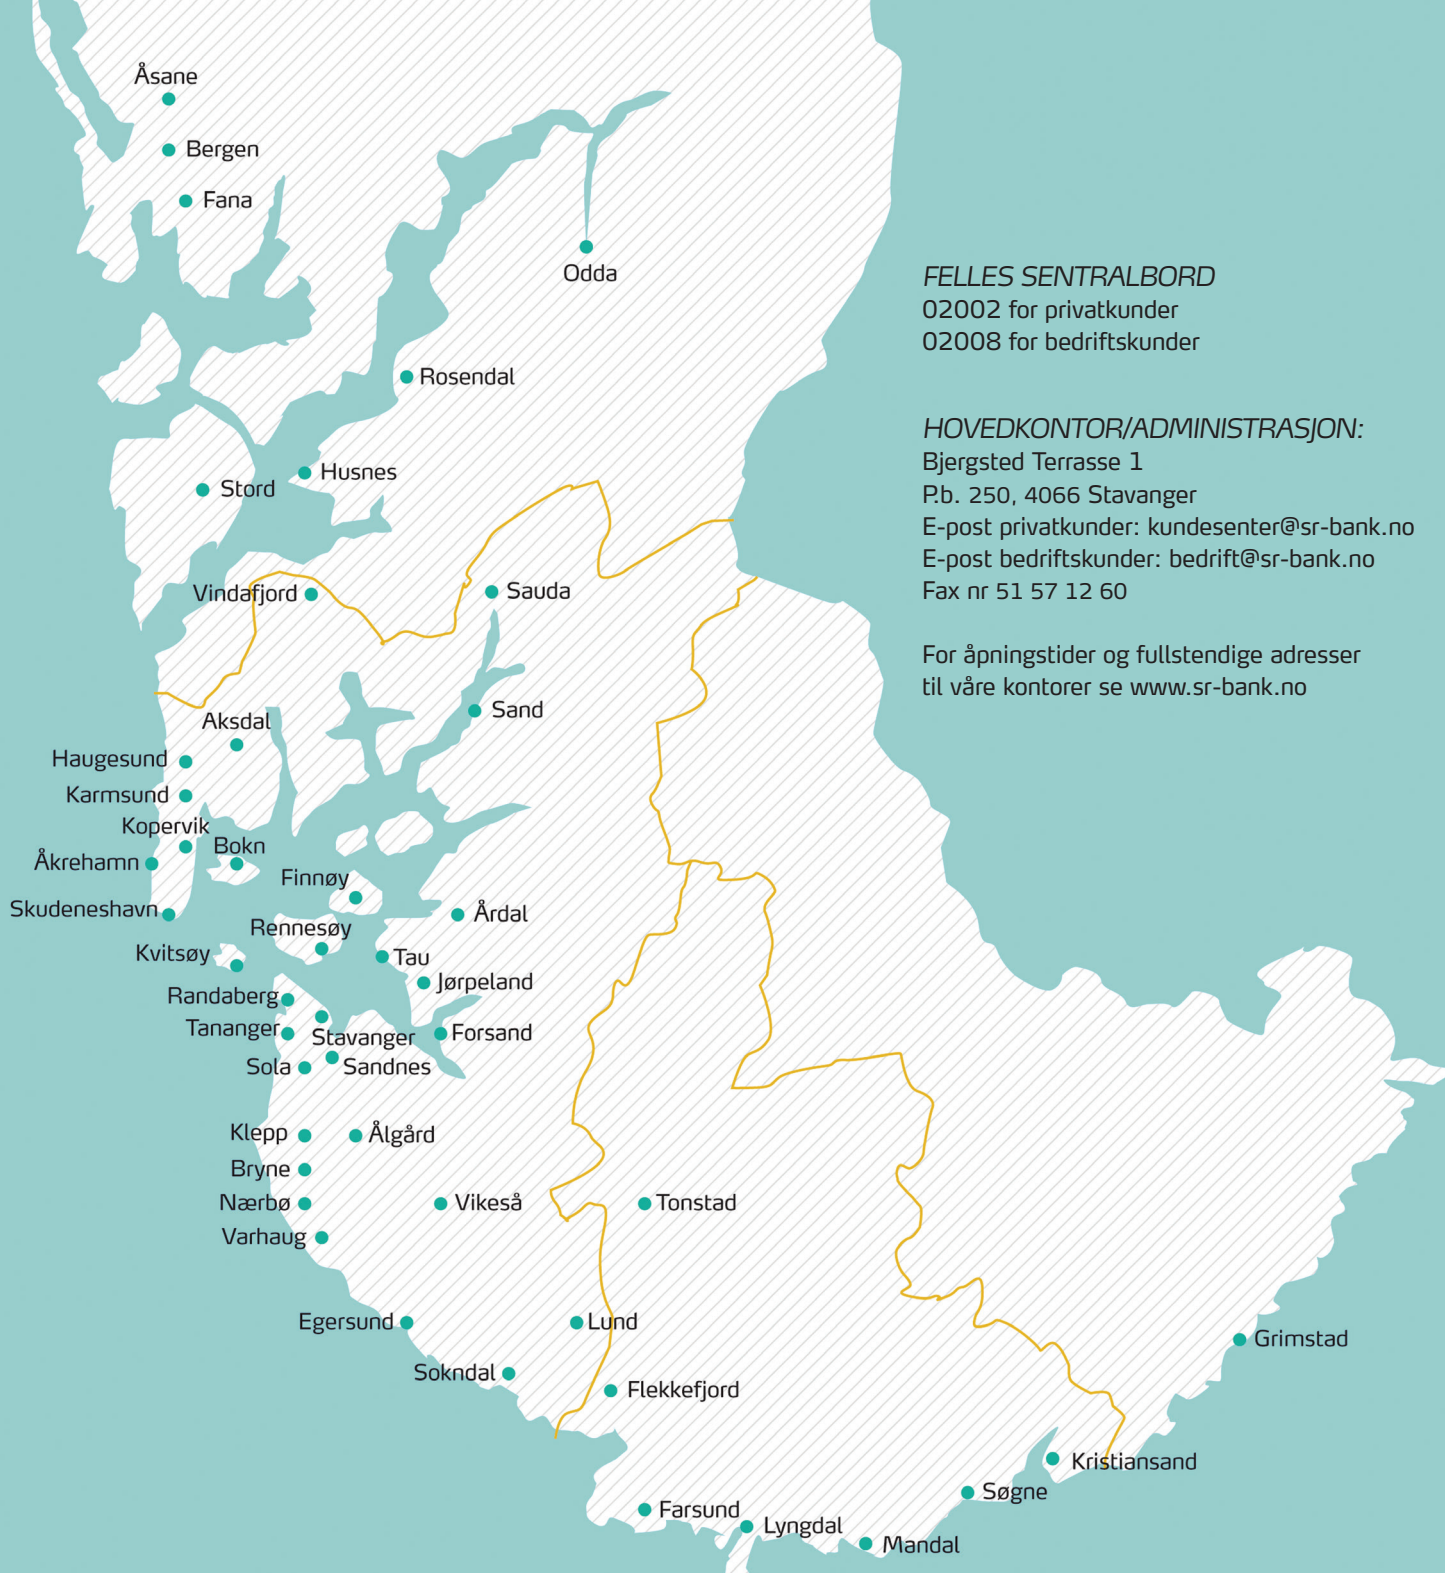 Åsane
Bergen
Fana
Odda
FELLES SENTRALBORD
02002 for privatkunder
02008 for bedriftskunder
Rosendal
HOVEDKONTOR/ADMINISTRASJON:
Bjergsted Terrasse 1
P.b. 250, 4066 Stavanger
E-post privatkunder: kundesenter@sr-bank.no
E-post bedriftskunder: bedrift@sr-bank.no
Fax nr 51 57 12 60
For åpningstider og fullstendige adresser
til våre kontorer se www.sr-bank.no
Husnes
Stord
Vindafjord
Sauda
Sand
Aksdal
Haugesund
Karmsund
Kopervik
Bokn
Åkrehamn
Finnøy
Skudeneshavn
Årdal
Rennesøy
Kvitsøy
Tau
Jørpeland
Randaberg
Tananger
Stavanger
Forsand
Sola
Sandnes
Klepp
Ålgård
Bryne
Nærbø
Vikeså
Tonstad
Varhaug
Egersund
Lund
Grimstad
Sokndal
Flekkefjord
Kristiansand
Søgne
Farsund
Lyngdal
Mandal